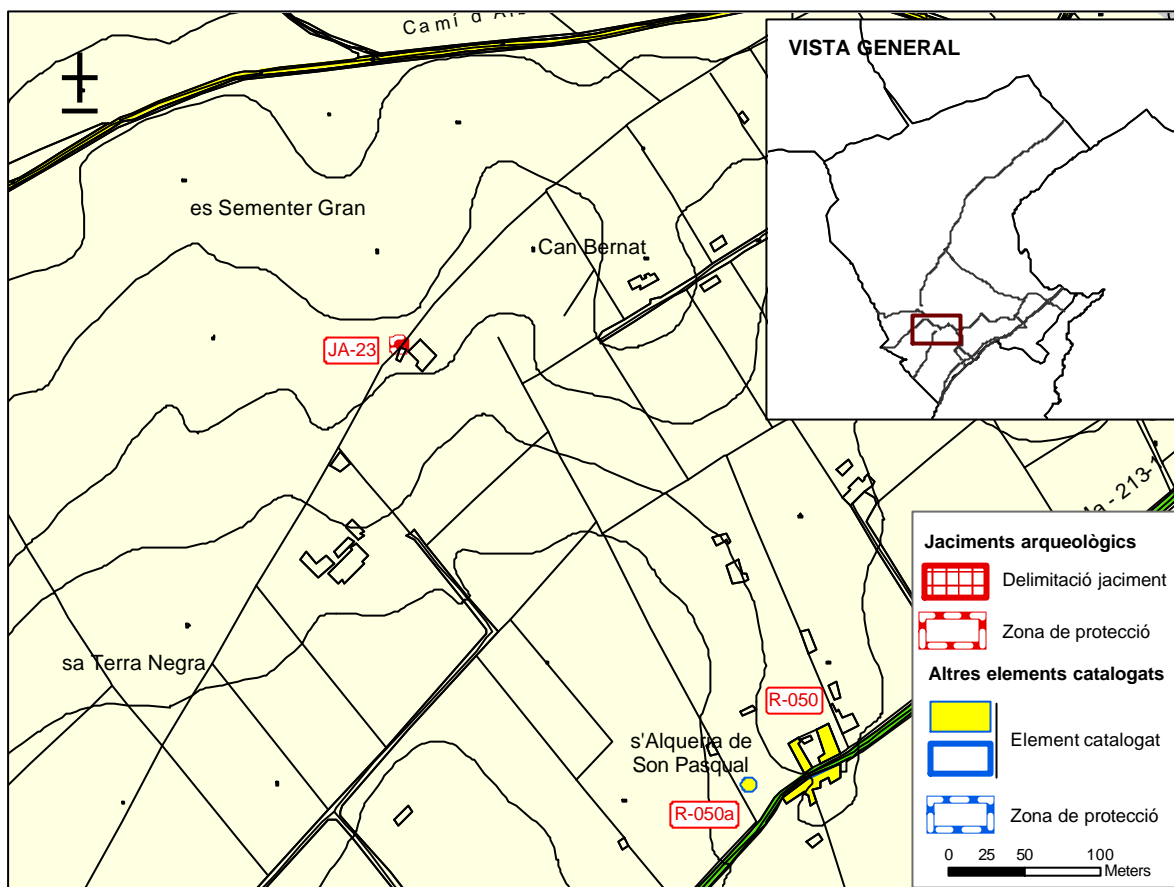 Camí d'
VISTA GENERAL
es Sementer Gran
Can Bernat
JA-23
Jaciments arqueològics
Delimitació jaciment
Zona de protecció
Altres elements catalogats
Element catalogat
Zona de protecció
0 25 50 100
Meters
sa Terra Negra
R-050
s'Alqueria de
Son Pasqual
R-050a